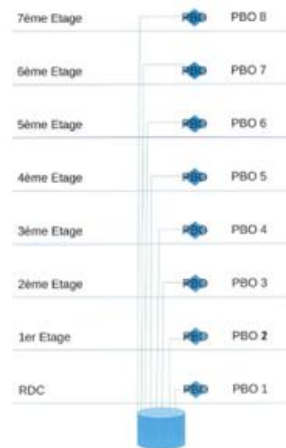 7ème Etage PBO PBO 8
6ème Etage PBO PBO 7
5ème Etage PBO PBO 6
4ème Etage PBO PBO 5
3ème Etage PBO PBO 4
2ème Etage PBO PBO 3
1er Etage PBO PBO 2
RDC PBO PBO 1